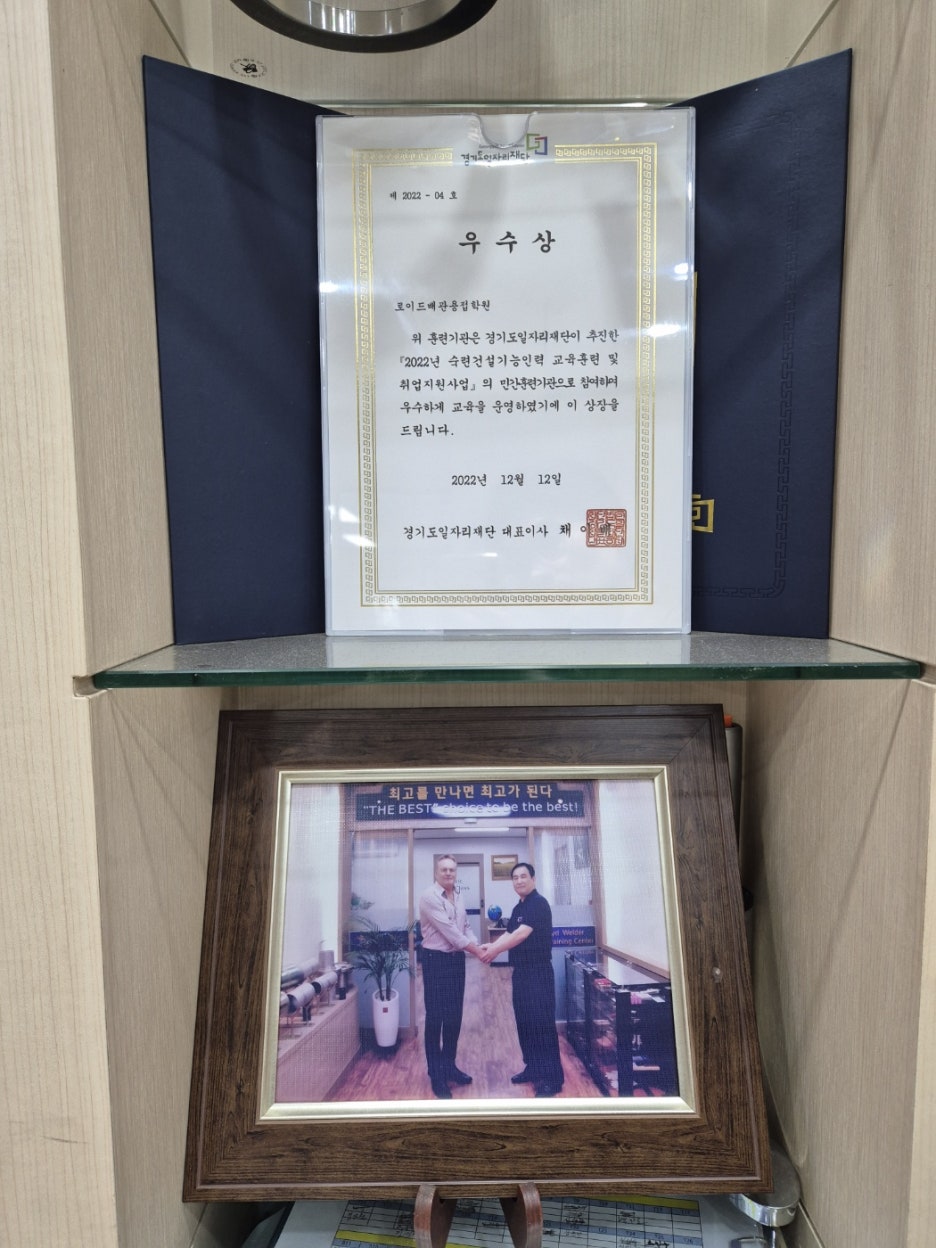 경기도일자리재단
제 2022 - 04 호
우 수 상
로이드배관용접학원
위 훈련기관은 경기도일자리재단이 추진한
『2022년 숙련건설기능인력 교육훈련 및
취업지원사업』의 민간훈련기관으로 참여하여
우수하게 교육을 운영하였기에 이 상장을
드립니다.
2022년 12월 12일
경기도일자리재단 대표이사 채
최고를 만나면 최고가 된다
"THE BEST" choice to be the best!
Welder
aining Center